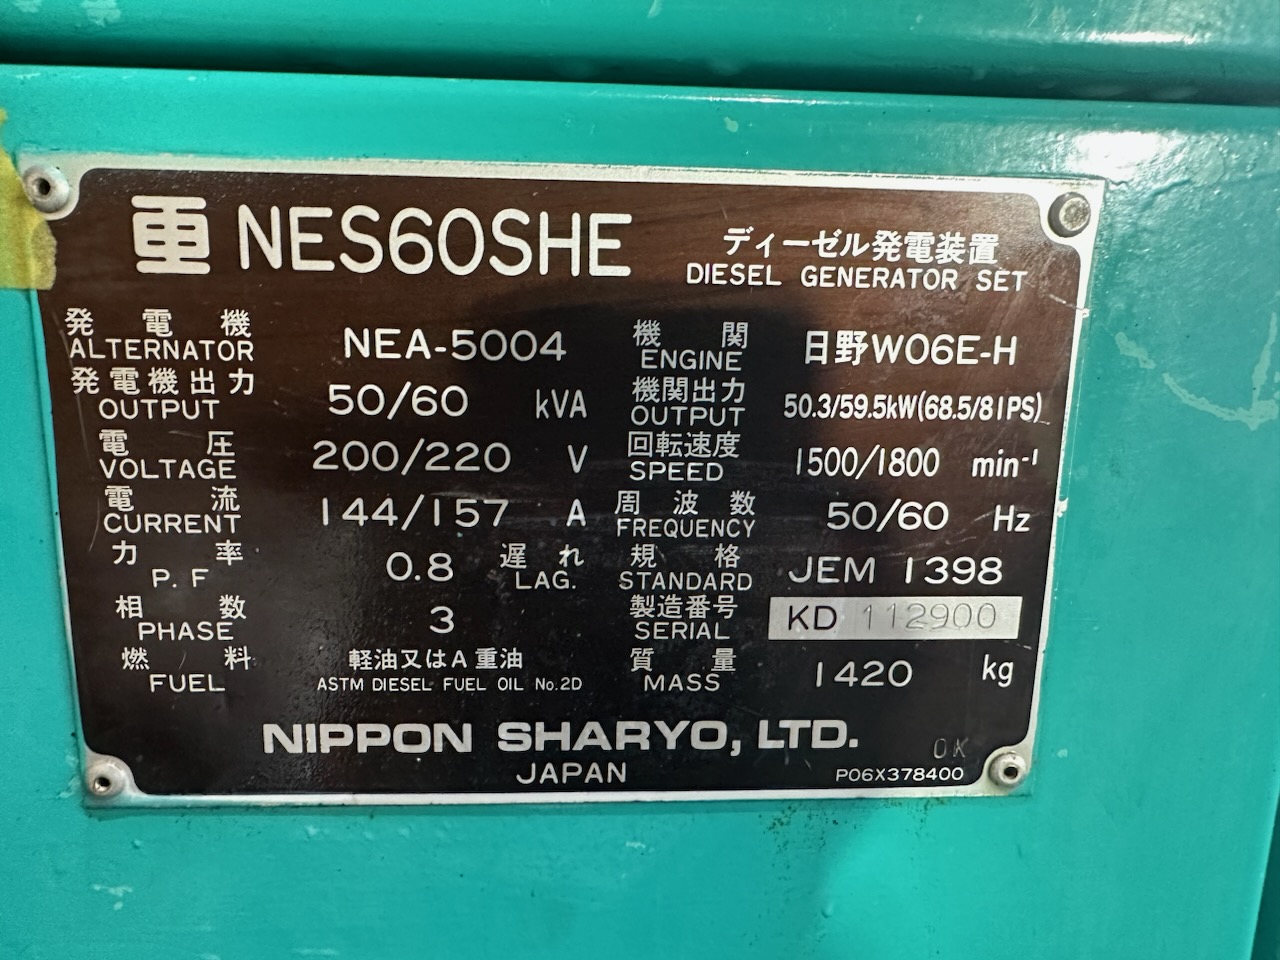 重 NES60SHE
ディーゼル発電装置
DIESEL GENERATOR SET
発電機 ALTERNATOR NEA-5004
発電機出力 OUTPUT 50/60 kVA
電圧 VOLTAGE 200/220 V
電流 CURRENT 144/157 A
力率 P. F 0.8 遅れ LAG.
相数 PHASE 3
燃料 FUEL 軽油又はA重油
ASTM DIESEL FUEL OIL No.2D
機関 ENGINE 日野W06E-H
機関出力 OUTPUT 50.3/59.5kW(68.5/81PS)
回転速度 SPEED 1500/1800 min⁻¹
周波数 FREQUENCY 50/60 Hz
規格 STANDARD JEM 1398
製造番号 SERIAL KD 112900
質量 MASS 1420 kg
NIPPON SHARYO, LTD.
JAPAN
OK
P06X378400